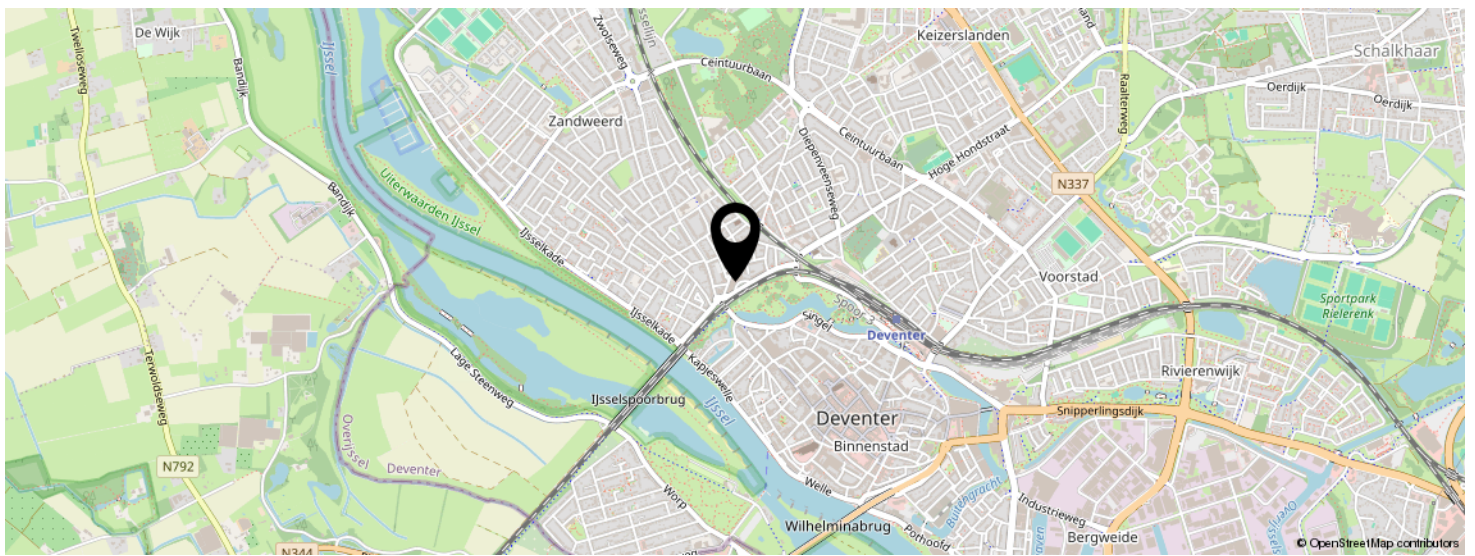 De Wijk
Twelloseweg
Bandijk
IJssel
Zwolseweg
Ceintuurbaan
Keizerslanden
Schalkhaar
Oerdijk
Oerdijk
Raalterweg
Zandweerd
Diepenveenseweg
Ceintuurbaan
Hoge Hondstraat
N337
Bandijk
Uiterwaarden IJssel
IJsselkade
Voorstad
Sportpark
Rielerenk
Spoor 3
Singel
Deventer
IJsselkade
Kapjeswelle
Lage Steenweg
Terwoldseweg
IJsselspoorbrug
IJssel
Rivierenwijk
Snipperlingsdijk
Deventer
Binnenstad
Overijssel
Deventer
N792
Worp
Welle
Buitengracht
Industrieweg
Wilhelminabrug
Pothoofd
Bergweide
N344
© OpenStreetMap contributors